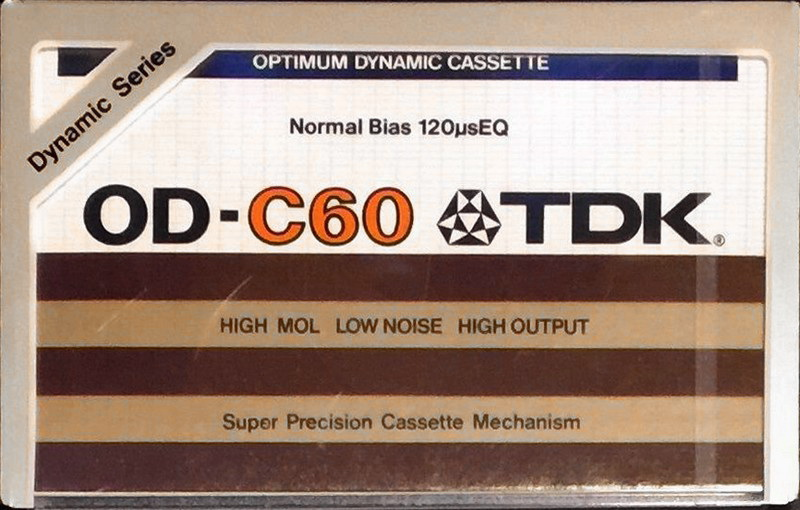 Dynamic Series
OPTIMUM DYNAMIC CASSETTE
Normal Bias 120µsEQ
OD-C60 TDK®
HIGH MOL LOW NOISE HIGH OUTPUT
Super Precision Cassette Mechanism